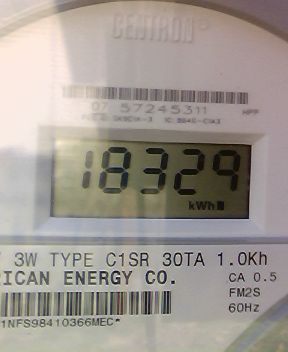 CENTRON
07 57245311
18329
kWh
3W TYPE C1SR 30TA 1.0Kh
RICAN ENERGY CO.
CA 0.5
FM2S
60Hz
1NFS98410366MEC*